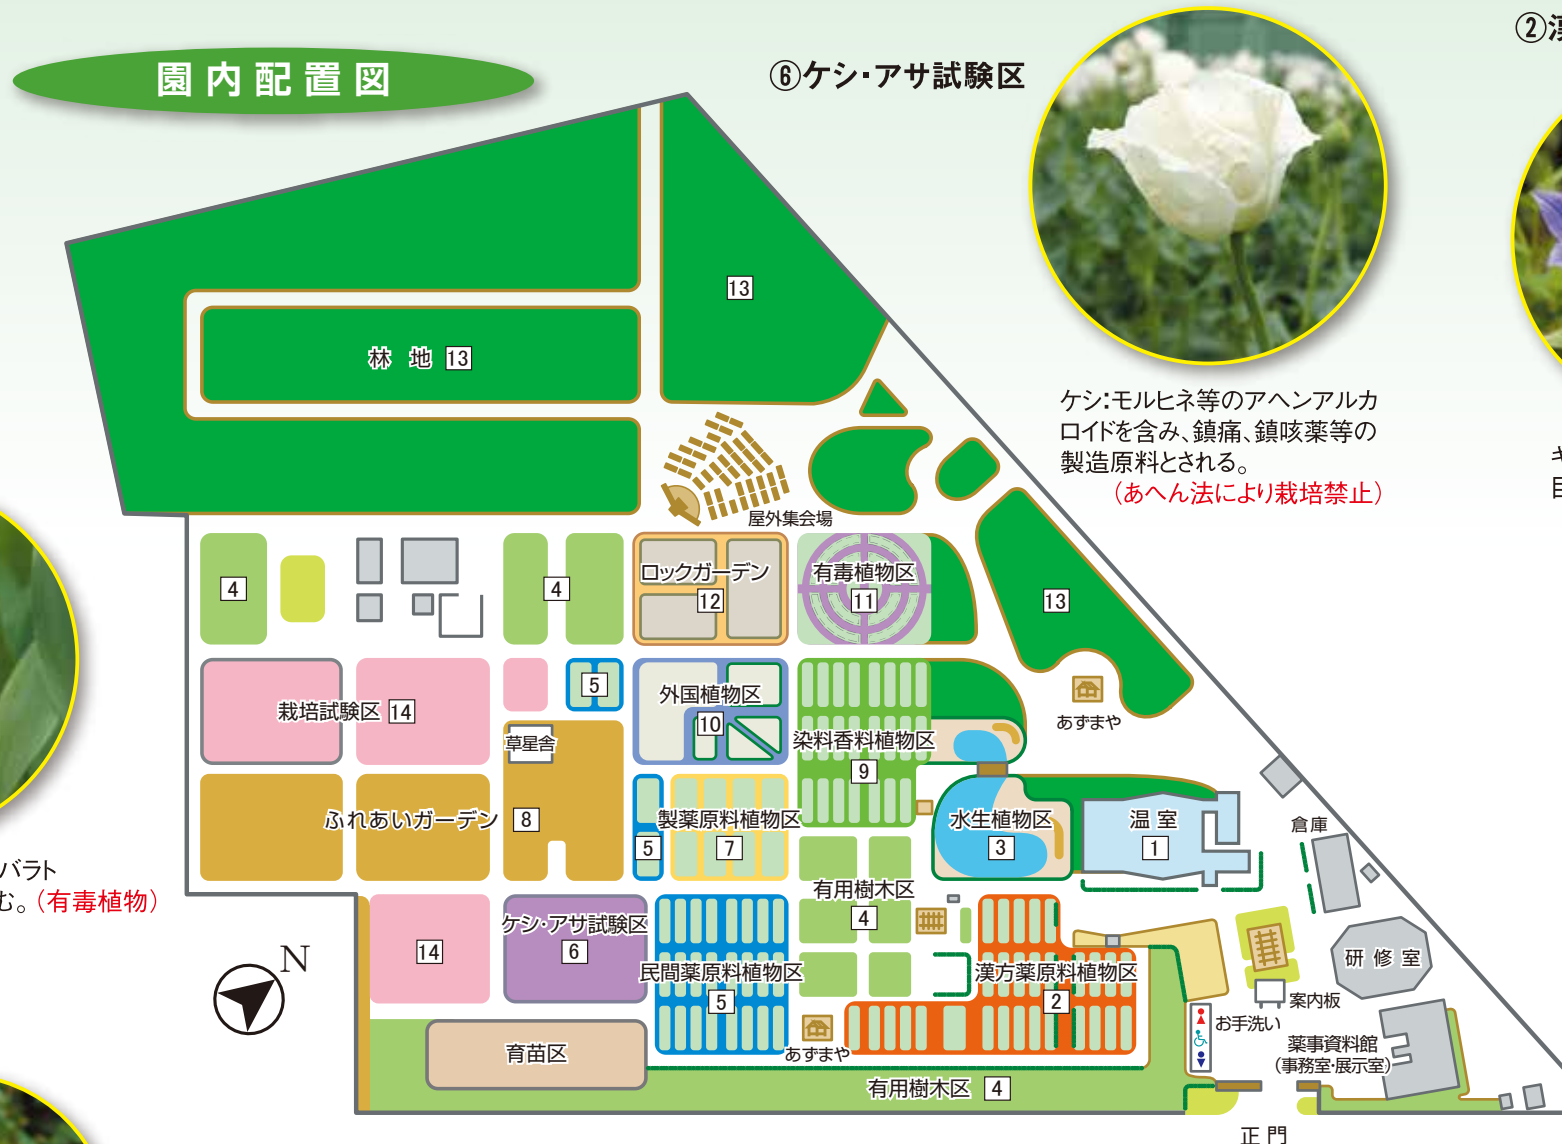 園内配置図
⑥ケシ・アサ試験区
②漢
ケシ:モルヒネ等のアヘンアルカ
ロイドを含み、鎮痛、鎮咳薬等の
製造原料とされる。
(あへん法により栽培禁止)
キ
目
13
林 地 13
屋外集会場
4
4
ロックガーデン
12
有毒植物区
11
13
あずまや
栽培試験区 14
5
外国植物区
10
染料香料植物区
9
草星舎
ふれあいガーデン 8
5
製薬原料植物区
7
水生植物区
3
温室
1
倉庫
バラト
む。(有毒植物)
有用樹木区
4
N
14
ケシ・アサ試験区
6
民間薬原料植物区
5
漢方薬原料植物区
2
研修室
案内板
お手洗い
育苗区
あずまや
薬事資料館
(事務室・展示室)
有用樹木区 4
正門